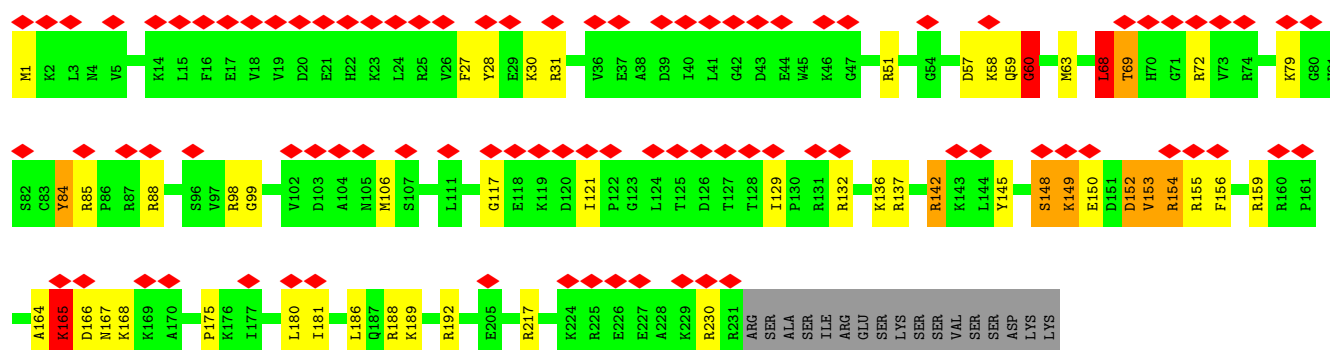 M1 K2 L3 N4 V5 K14 L15 F16 E17 V18 V19 D20 E21 H22 K23 L24 R25 V26 F27 Y28 E29 K30 R31 V36 E37 A38 D39 I40 L41 G42 D43 E44 W45 K46 G47 R51 G54 D57 K58 Q59 G60 M63 L68 T69 H70 G71 R72 V73 R74 K79 G80
S82 C83 Y84 R85 P86 R87 R88 S96 V97 R98 G99 V102 D103 A104 N105 M106 S107 L111 G117 E118 K119 D120 I121 P122 G123 L124 T125 D126 T127 T128 I129 P130 R131 R132 K136 R137 R142 K143 L144 Y145 S148 K149 E150 D151 D152 V153 R154 R155 F156 R159 R160 P161
A164 K165 D166 N167 K168 K169 A170 P175 K176 I177 L180 I181 L186 Q187 R188 K189 R192 E205 R217 K224 R225 E226 E227 A228 K229 R230 R231 ARG SER ALA SER ILE ARG GLU SER LYS SER SER VAL SER SER ASP LYS LYS